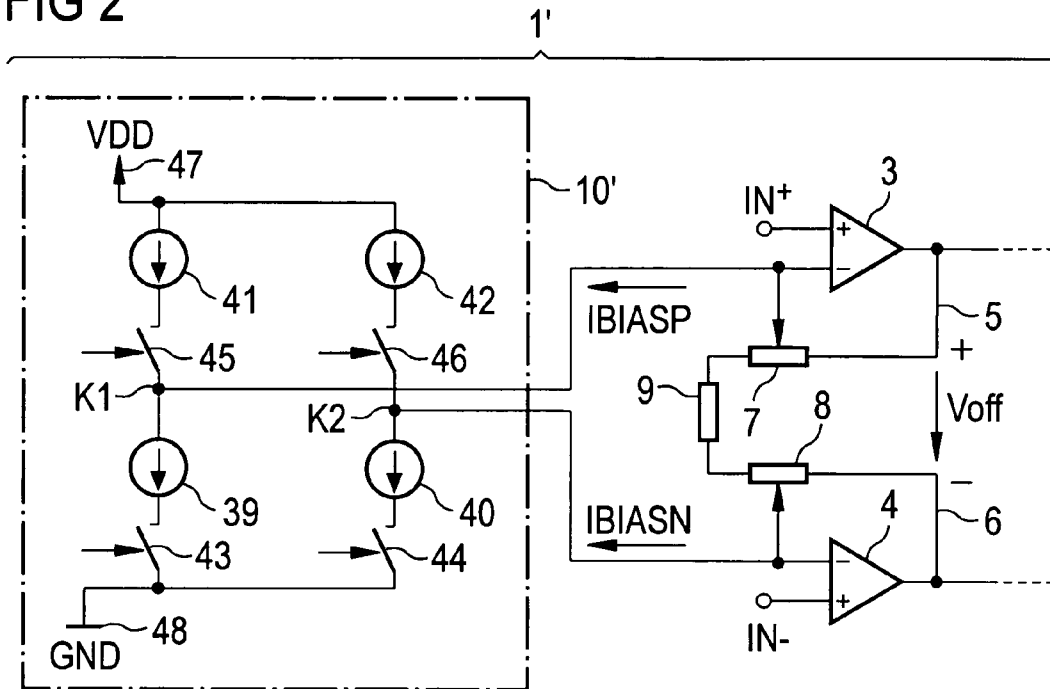 FIG 2
1'
VDD
47
10'
IN+
3
41
42
IBIASP
5
45
46
+
K1
K2
9
7
8
Voff
39
40
IBIASN
4
−
6
43
44
48
GND
IN-
+
−
−
+